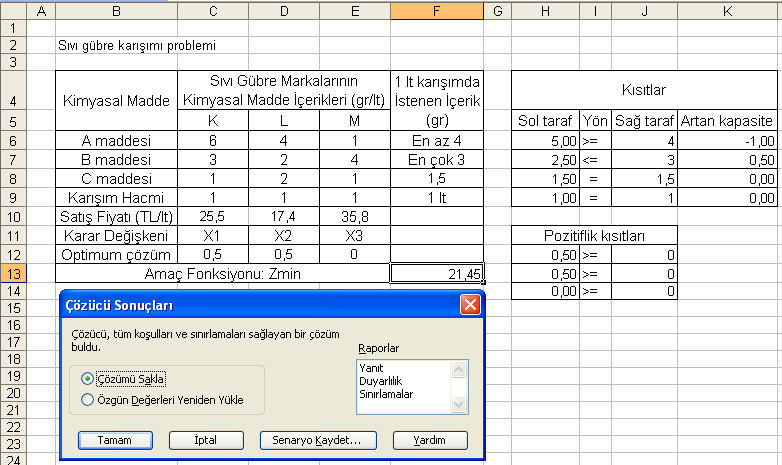 A B C D E F G H I J K
1
2 Sıvı gübre karışımı problemi
3
4 Kimyasal Madde Sıvı Gübre Markalarının Kimyasal Madde İçerikleri (gr/lt) 1 lt karışımda İstenen İçerik (gr) Kısıtlar
5 K L M Sol taraf Yön Sağ taraf Artan kapasite
6 A maddesi 6 4 1 En az 4 5,00 >= 4 -1,00
7 B maddesi 3 2 4 En çok 3 2,50 <= 3 0,50
8 C maddesi 1 2 1 1,5 1,50 = 1,5 0,00
9 Karışım Hacmi 1 1 1 1 lt 1,00 = 1 0,00
10 Satış Fiyatı (TL/lt) 25,5 17,4 35,8
11 Karar Değişkeni X1 X2 X3 Pozitiflik kısıtları
12 Optimum çözüm 0,5 0,5 0 0,50 >= 0
13 Amaç Fonksiyonu: Zmin 21,45 0,50 >= 0
14 0,00 >= 0
15
16
17
18
19
20
21
22
23
24
Çözücü Sonuçları
Çözücü, tüm koşulları ve sınırlamaları sağlayan bir çözüm
buldu.
Raporlar
Yanıt
Duyarlılık
Sınırlamalar
Çözümü Sakla
Özgün Değerleri Yeniden Yükle
Tamam İptal Senaryo Kaydet... Yardım